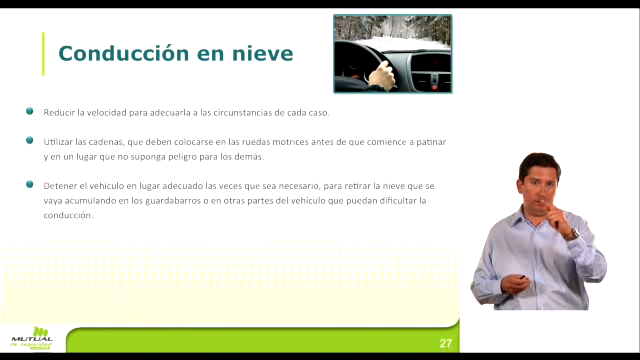 Conducción en nieve
Reducir la velocidad para adecuarla a las circunstancias de cada caso.
Utilizar las cadenas, que deben colocarse en las ruedas motrices antes de que comience a patinar
y en un lugar que no suponga peligro para los demás.
Detener el vehículo en lugar adecuado las veces que sea necesario, para retirar la nieve que se
vaya acumulando en los guardabarros o en otras partes del vehículo que puedan dificultar la
conducción.
MUTUAL
de seguridad
27